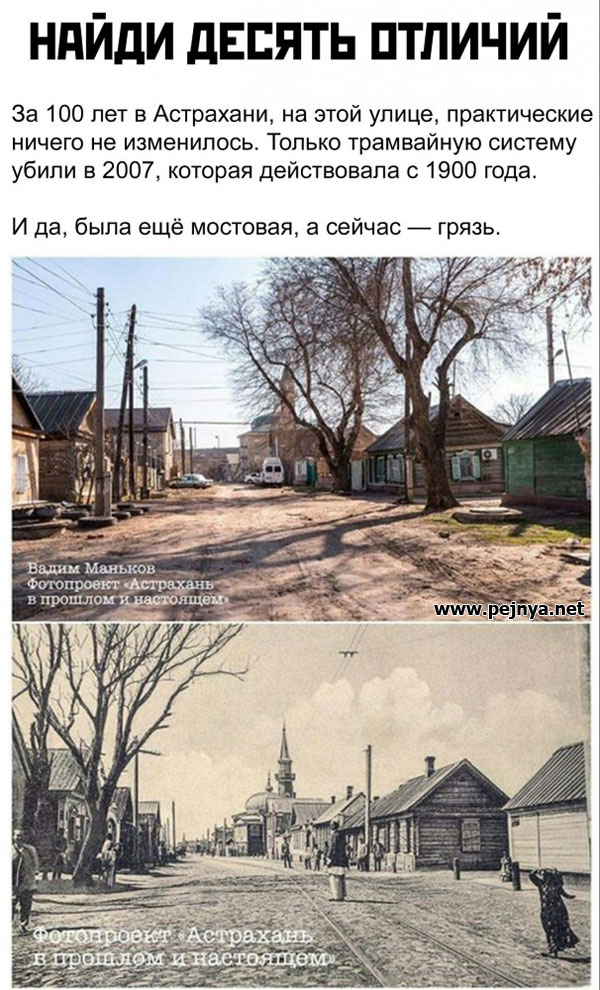 НАЙДИ ДЕСЯТЬ ОТЛИЧИЙ
За 100 лет в Астрахани, на этой улице, практические
ничего не изменилось. Только трамвайную систему
убили в 2007, которая действовала с 1900 года.
И да, была ещё мостовая, а сейчас — грязь.
Вадим Маньков
Фотопроект «Астрахань
в прошлом и настоящем»
www.pejnya.net
Фотопроект «Астрахань
в прошлом и настоящем»